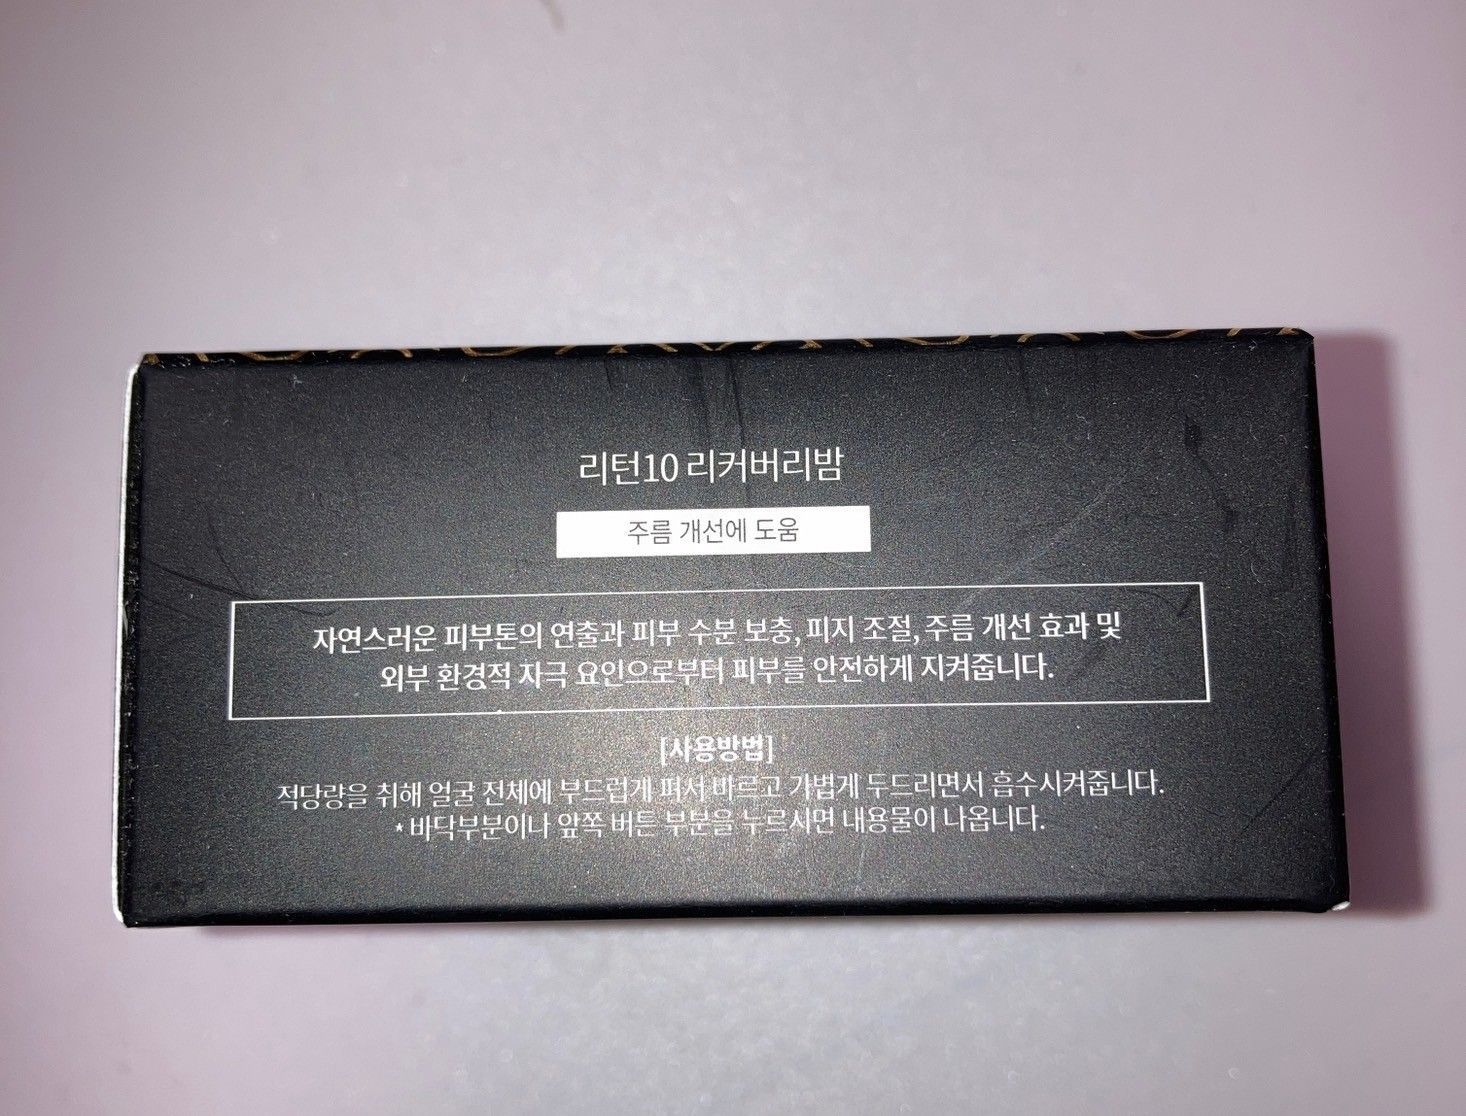 리턴10 리커버리밤
주름 개선에 도움
자연스러운 피부톤의 연출과 피부 수분 보충, 피지 조절, 주름 개선 효과 및
외부 환경적 자극 요인으로부터 피부를 안전하게 지켜줍니다.
[사용방법]
적당량을 취해 얼굴 전체에 부드럽게 펴서 바르고 가볍게 두드리면서 흡수시켜줍니다.
* 바닥부분이나 앞쪽 버튼 부분을 누르시면 내용물이 나옵니다.